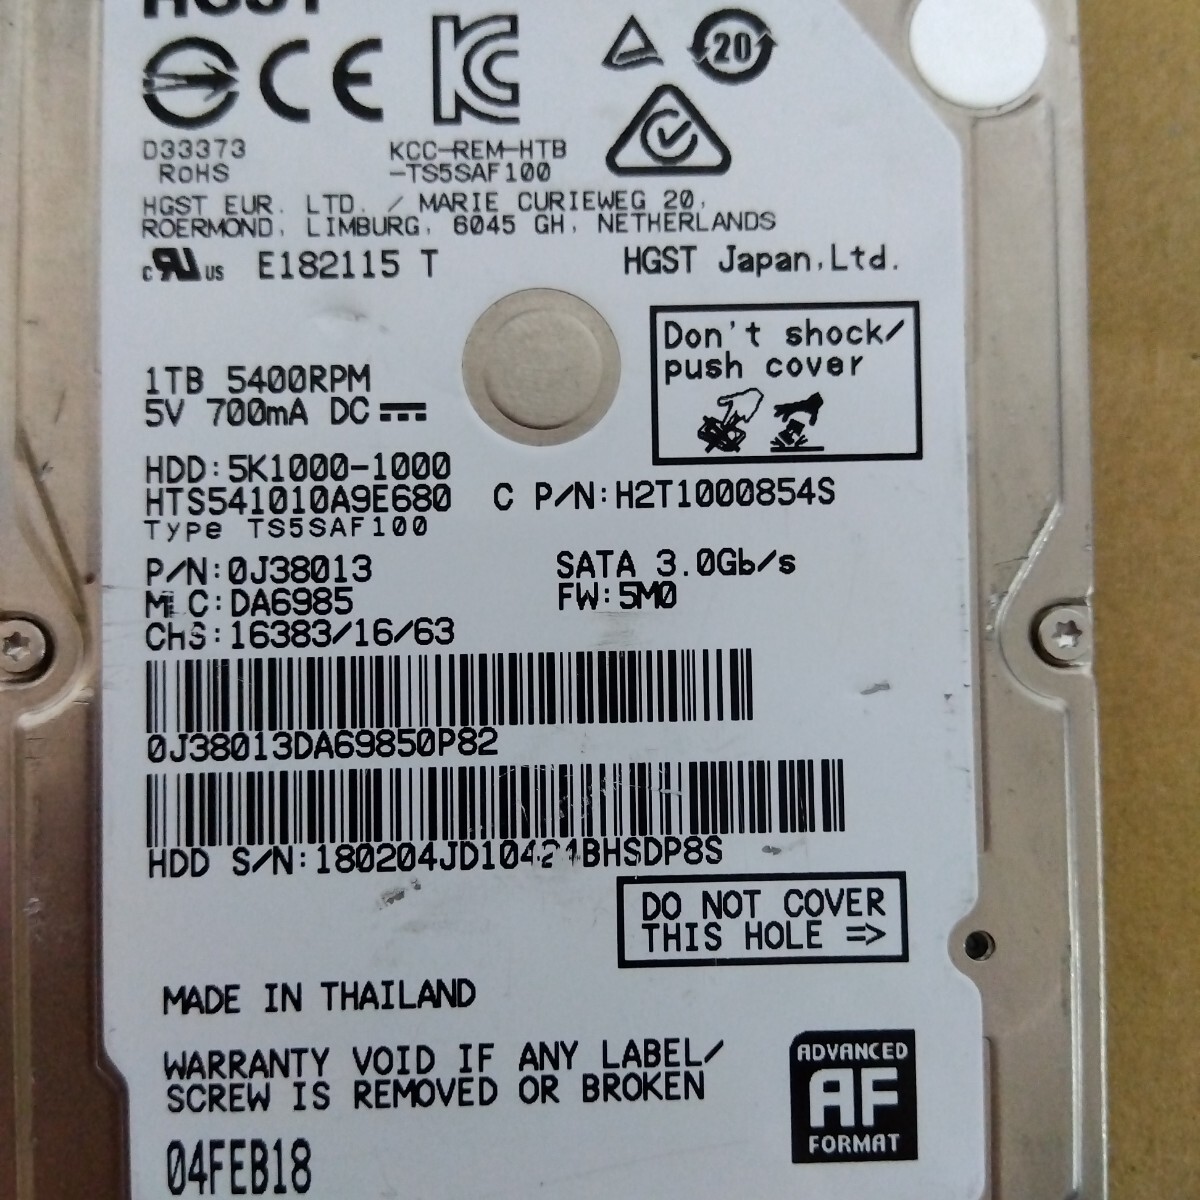 HGST
20
D33373
RoHS
KCC-REM-HTB
-TS5SAF100
HGST EUR. LTD. / MARIE CURIEWEG 20,
ROERMOND, LIMBURG, 6045 GH, NETHERLANDS
c RU US E182115 T
HGST Japan,Ltd.
Don't shock/
push cover
1TB 5400RPM
5V 700mA DC
HDD:5K1000-1000
HTS541010A9E680 C P/N:H2T1000854S
Type TS5SAF100
P/N:0J38013 SATA 3.0Gb/s
MLC:DA6985 FW:5M0
CHS:16383/16/63
0J38013DA69850P82
HDD S/N:
DO NOT COVER
THIS HOLE =>
MADE IN THAILAND
WARRANTY VOID IF ANY LABEL/
SCREW IS REMOVED OR BROKEN
04FEB18
ADVANCED
AF
FORMAT